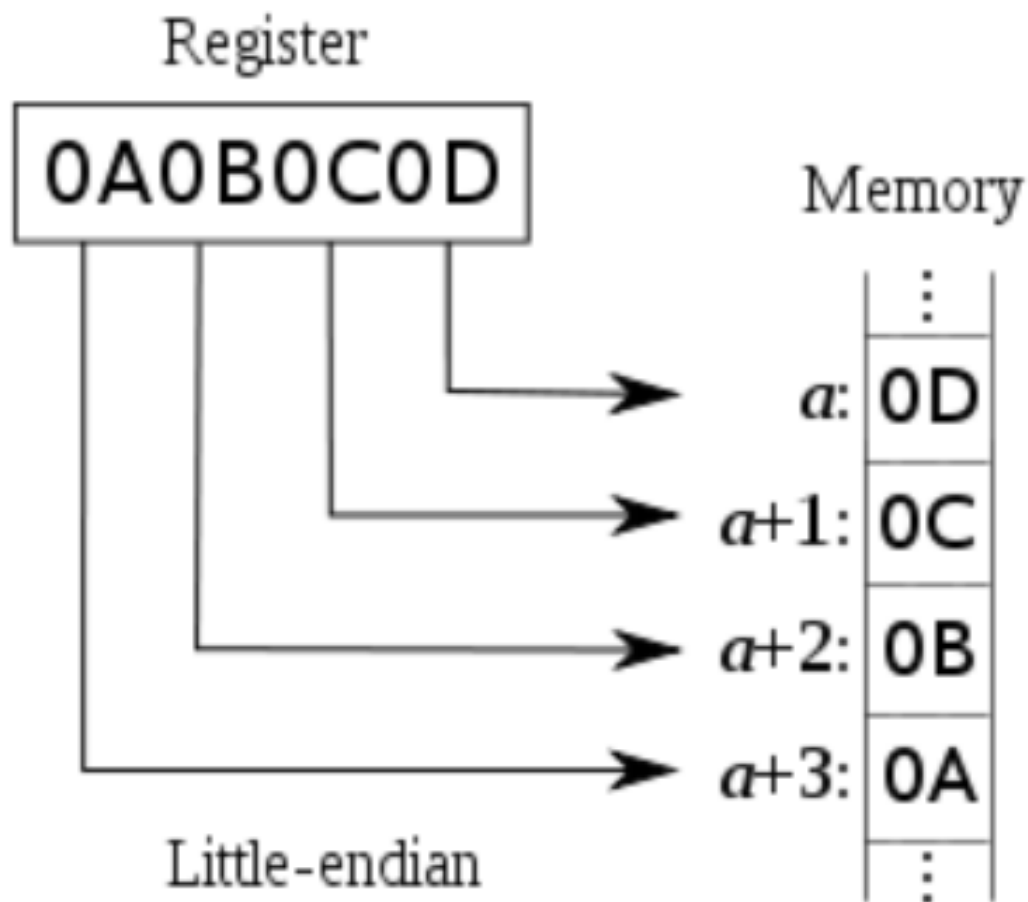 Register
0A0B0C0D
Memory
a: 0D
a+1: 0C
a+2: 0B
a+3: 0A
Little-endian